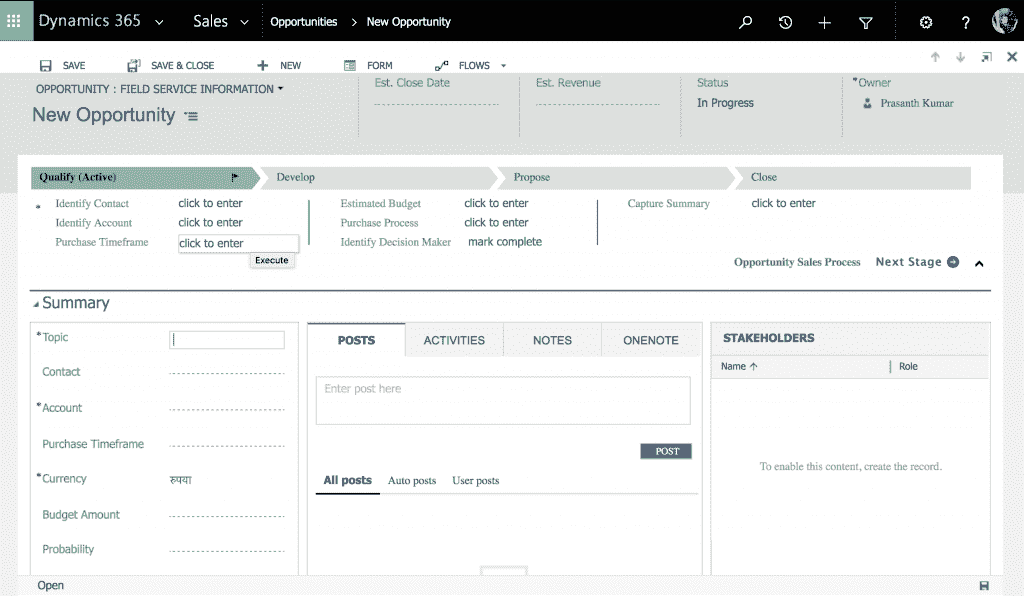 Dynamics 365 Sales Opportunities > New Opportunity ?
SAVE SAVE & CLOSE NEW FORM FLOWS
OPPORTUNITY : FIELD SERVICE INFORMATION
New Opportunity
Est. Close Date
Est. Revenue
Status
In Progress
*Owner
Prasanth Kumar
Qualify (Active) Develop Propose Close
Identify Contact click to enter
Identify Account click to enter
Purchase Timeframe click to enter
Execute
Estimated Budget click to enter
Purchase Process click to enter
Identify Decision Maker mark complete
Capture Summary click to enter
Opportunity Sales Process Next Stage
Summary
*Topic
Contact
*Account
Purchase Timeframe
*Currency रुपया
Budget Amount
Probability
POSTS ACTIVITIES NOTES ONENOTE
Enter post here
POST
All posts Auto posts User posts
STAKEHOLDERS
Name ↑ Role
To enable this content, create the record.
Open